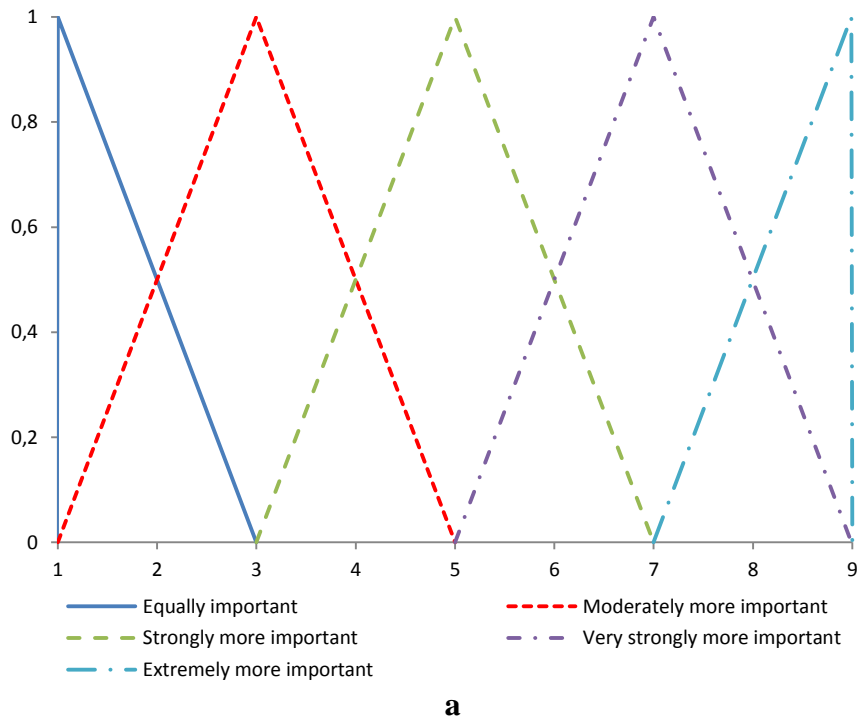 1
0,8
0,6
0,4
0,2
0
1 2 3 4 5 6 7 8 9
Equally important Moderately more important
Strongly more important Very strongly more important
Extremely more important
a